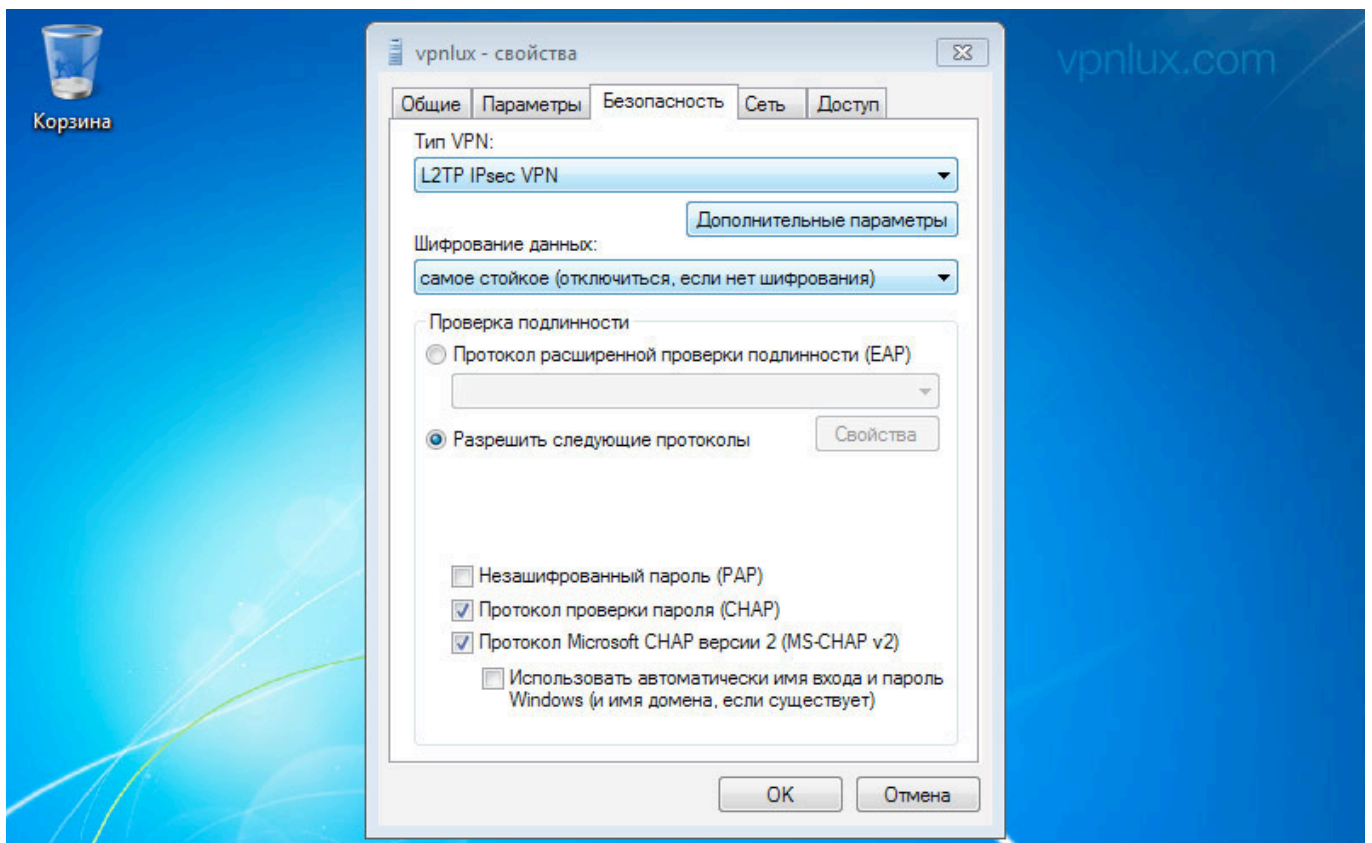 Корзина
vpnlux - свойства
vpnlux.com
Общие Параметры Безопасность Сеть Доступ
Тип VPN:
L2TP IPsec VPN
Дополнительные параметры
Шифрование данных:
самое стойкое (отключиться, если нет шифрования)
Проверка подлинности
Протокол расширенной проверки подлинности (EAP)
Разрешить следующие протоколы
Свойства
Незашифрованный пароль (PAP)
Протокол проверки пароля (CHAP)
Протокол Microsoft CHAP версии 2 (MS-CHAP v2)
Использовать автоматически имя входа и пароль
Windows (и имя домена, если существует)
OK
Отмена